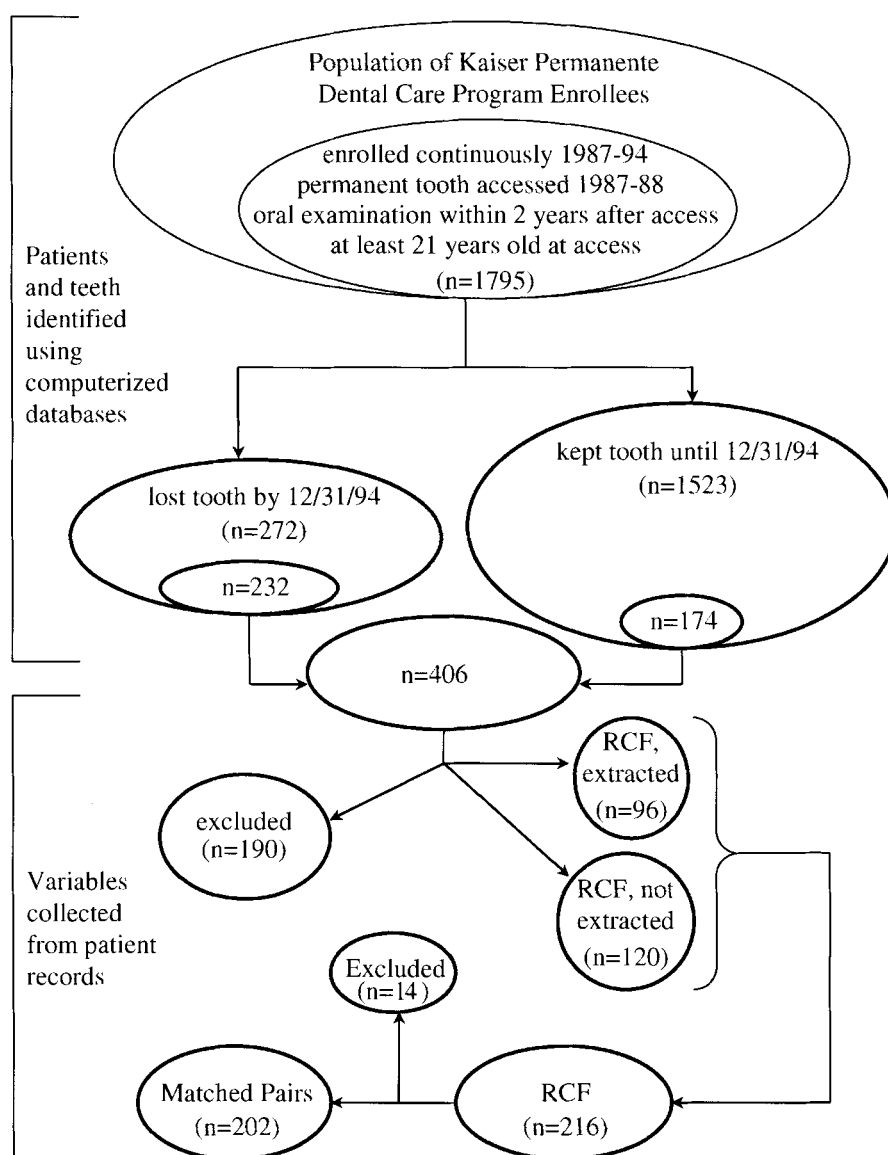 Population of Kaiser Permanente
Dental Care Program Enrollees
enrolled continuously 1987-94
permanent tooth accessed 1987-88
oral examination within 2 years after access
at least 21 years old at access
(n=1795)
Patients
and teeth
identified
using
computerized
databases
lost tooth by 12/31/94
(n=272)
n=232
kept tooth until 12/31/94
(n=1523)
n=174
n=406
Variables
collected
from patient
records
excluded
(n=190)
RCF,
extracted
(n=96)
RCF, not
extracted
(n=120)
Excluded
(n=14)
Matched Pairs
(n=202)
RCF
(n=216)